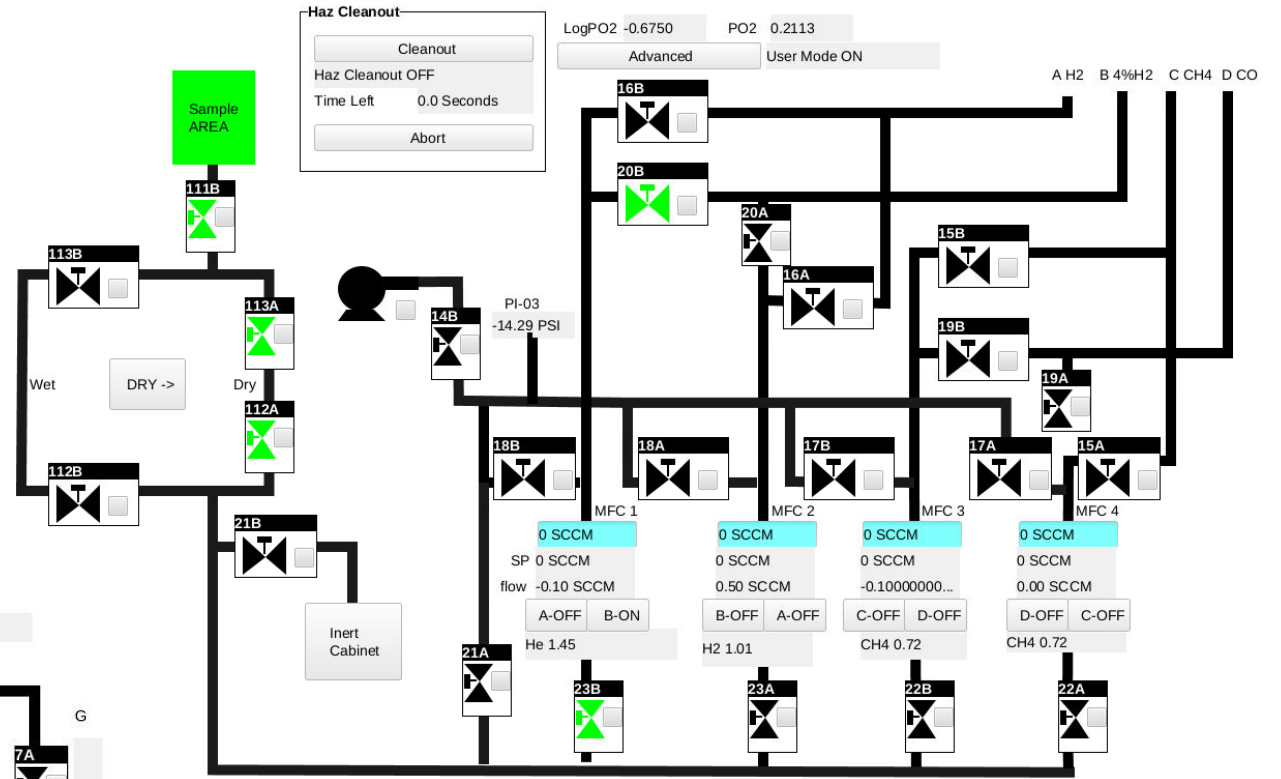 Haz Cleanout
Cleanout
Haz Cleanout OFF
Time Left 0.0 Seconds
Abort
LogPO2 -0.6750 PO2 0.2113
Advanced User Mode ON
A H2 B 4%H2 C CH4 D CO
16B
Sample
AREA
20B
111B
20A
15B
113B
16A
113A
PI-03
14B
-14.29 PSI
19B
Wet
DRY ->
Dry
19A
112A
18B
18A
17B
17A
15A
112B
MFC 1
MFC 2
MFC 3
MFC 4
21B
0 SCCM
0 SCCM
0 SCCM
0 SCCM
SP 0 SCCM
0 SCCM
0 SCCM
0 SCCM
flow -0.10 SCCM
0.50 SCCM
-0.10000000...
0.00 SCCM
A-OFF B-ON
B-OFF A-OFF
C-OFF D-OFF
D-OFF C-OFF
Inert
Cabinet
He 1.45
H2 1.01
CH4 0.72
CH4 0.72
21A
23B
23A
22B
22A
G
7A